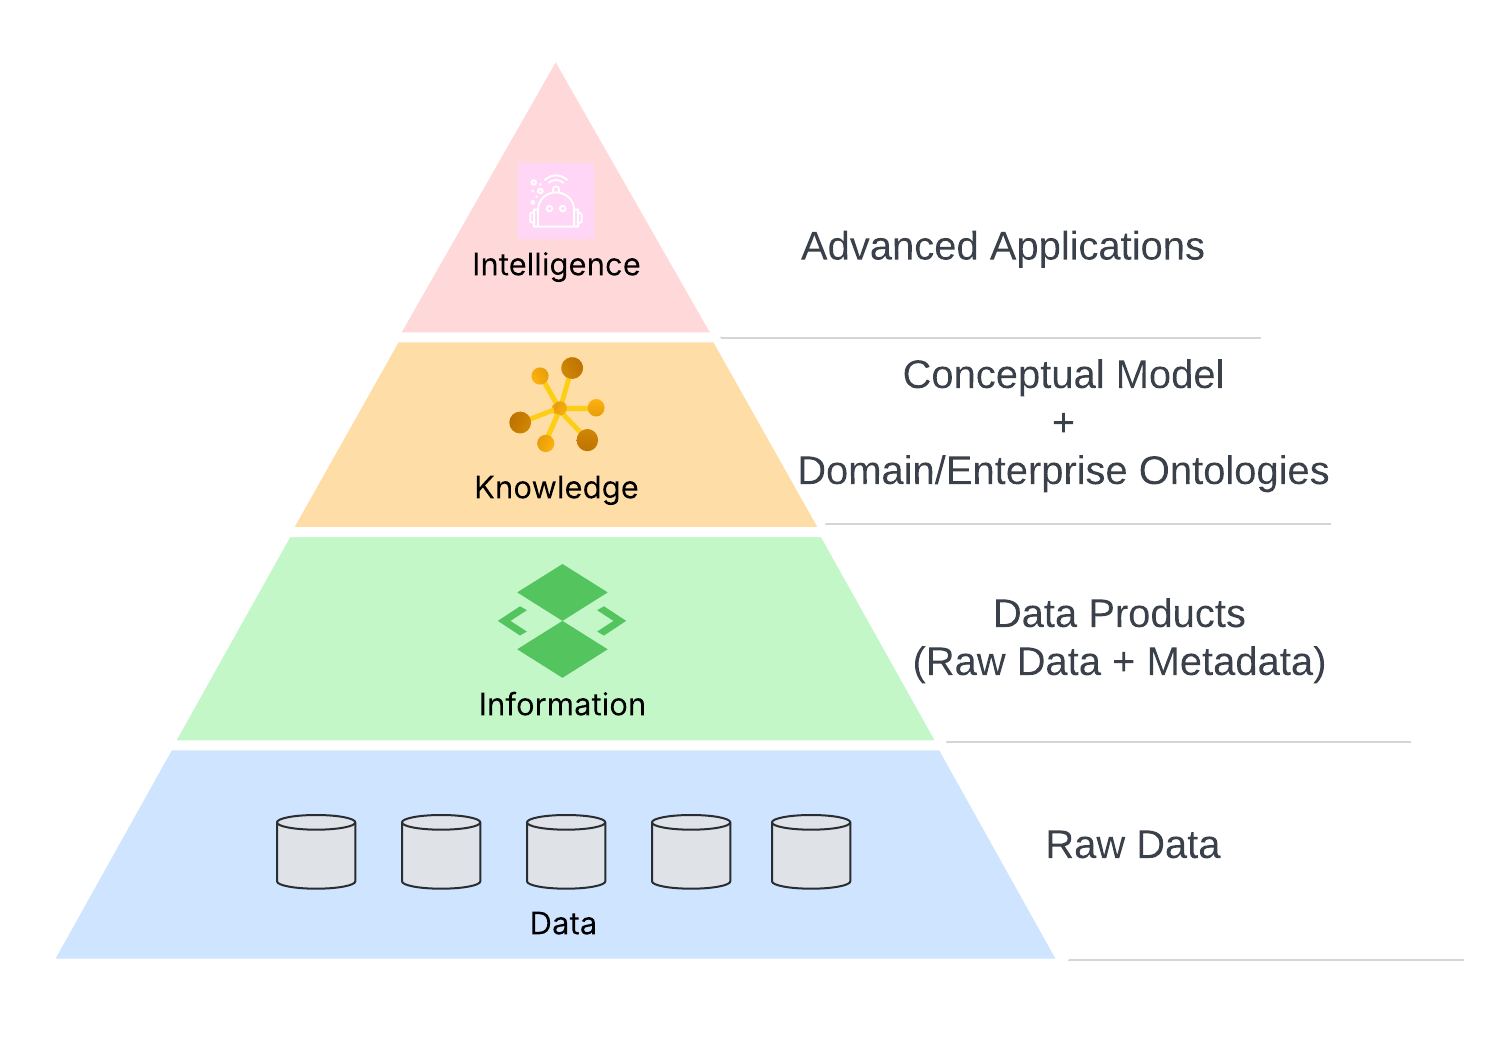 Intelligence
Advanced Applications
Knowledge
Conceptual Model
+
Domain/Enterprise Ontologies
Information
Data Products
(Raw Data + Metadata)
Data
Raw Data